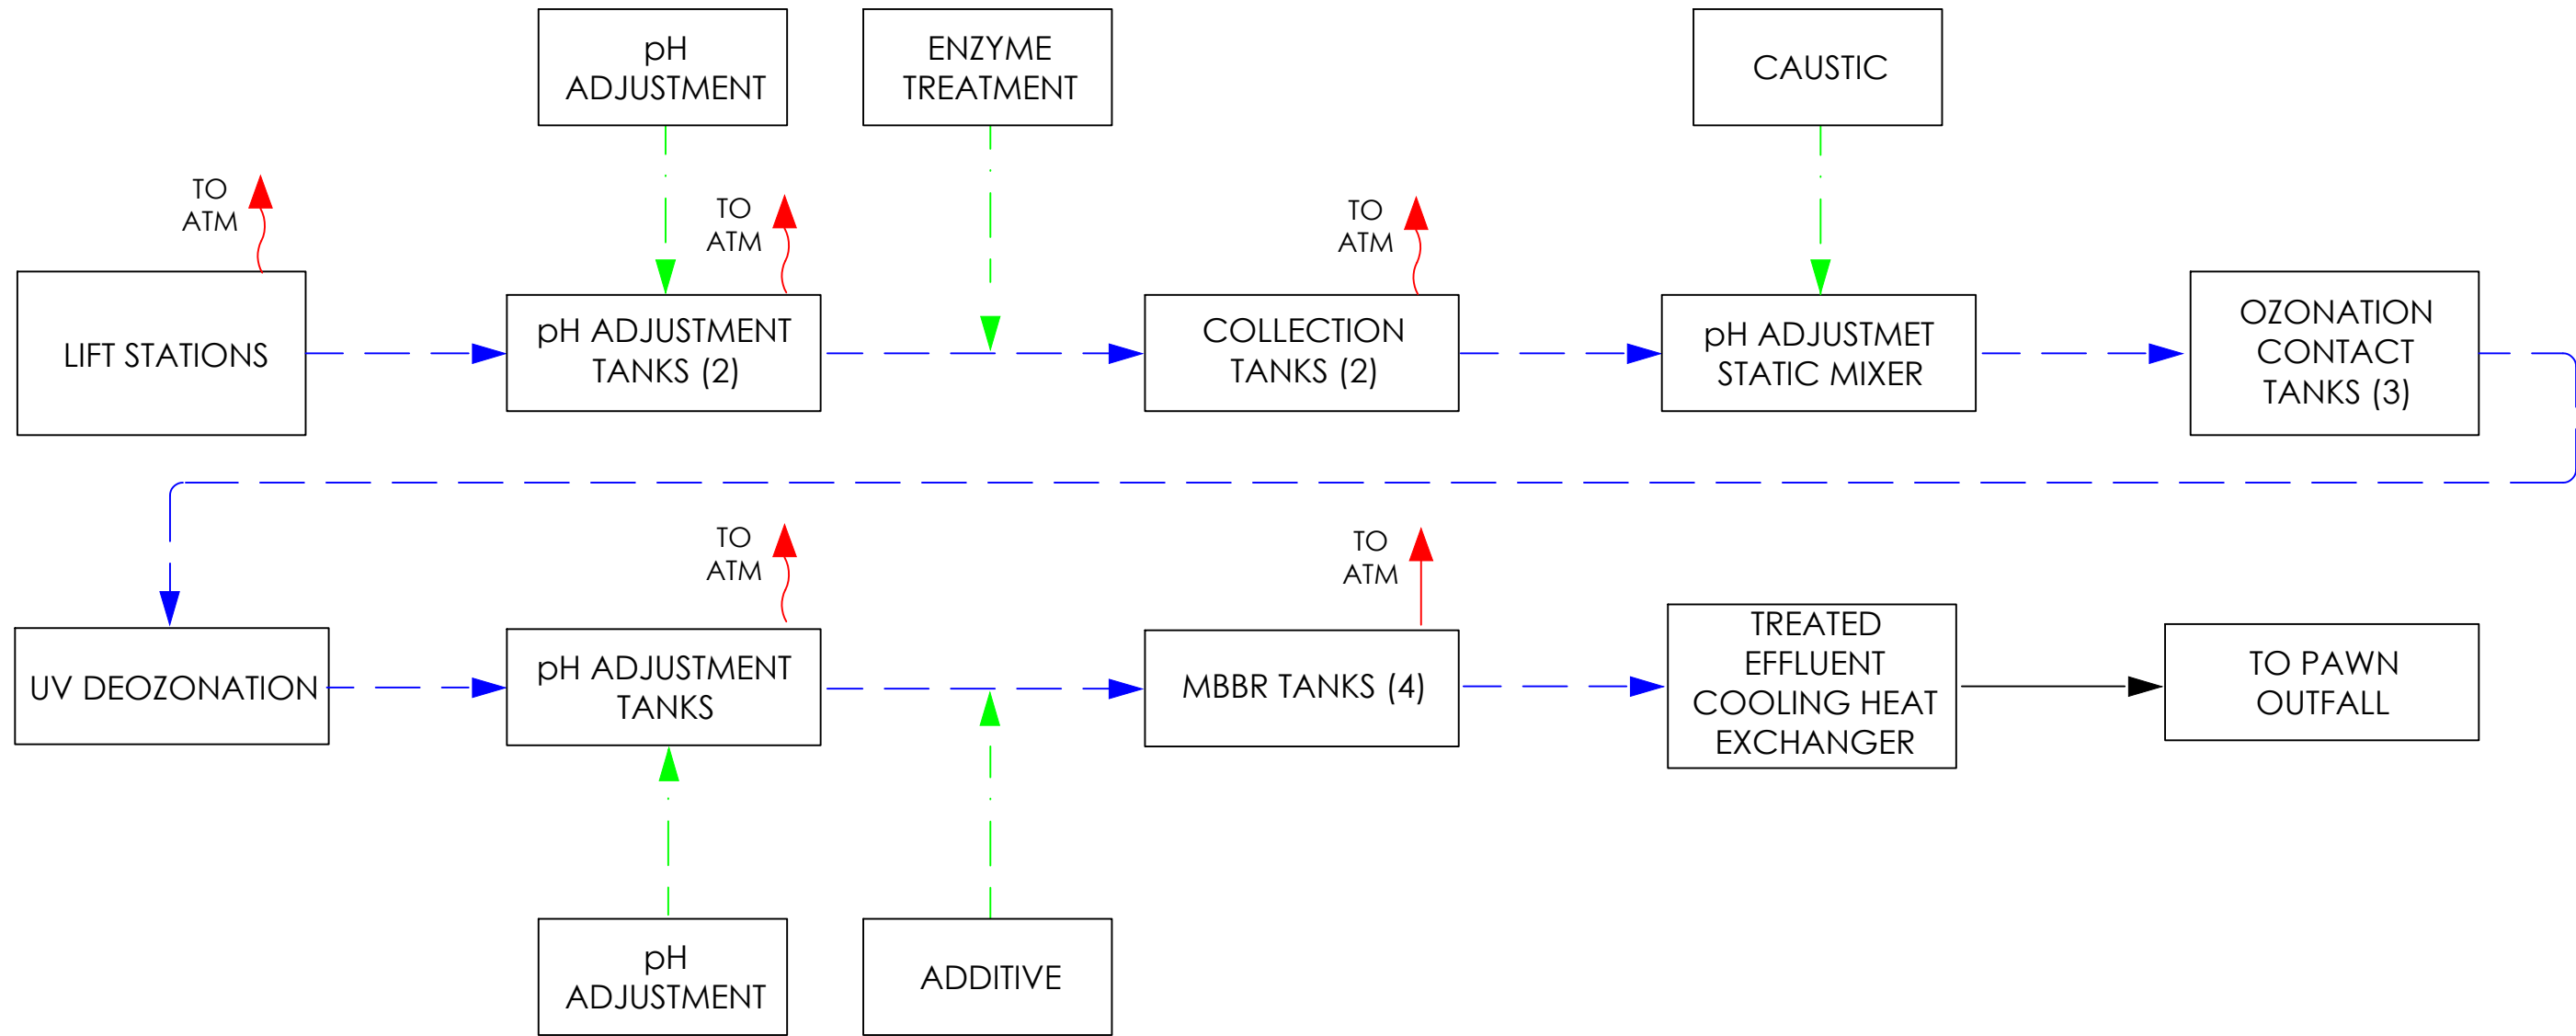 pH
ADJUSTMENT
ENZYME
TREATMENT
CAUSTIC
TO
ATM
TO
ATM
TO
ATM
LIFT STATIONS
pH ADJUSTMENT
TANKS (2)
COLLECTION
TANKS (2)
pH ADJUSTMET
STATIC MIXER
OZONATION
CONTACT
TANKS (3)
TO
ATM
TO
ATM
UV DEOZONATION
pH ADJUSTMENT
TANKS
MBBR TANKS (4)
TREATED
EFFLUENT
COOLING HEAT
EXCHANGER
TO PAWN
OUTFALL
pH
ADJUSTMENT
ADDITIVE